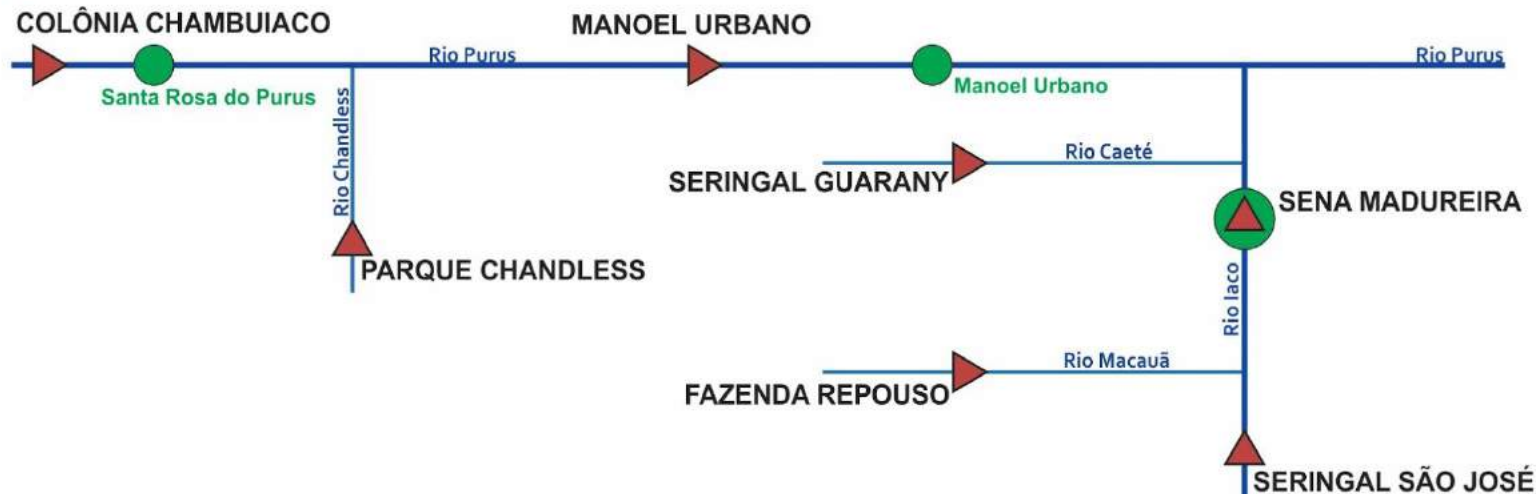 COLÔNIA CHAMBUIACO
MANOEL URBANO
Rio Purus
Rio Purus
Santa Rosa do Purus
Manoel Urbano
Rio Chandless
Rio Caeté
SERINGAL GUARANY
SENA MADUREIRA
PARQUE CHANDLESS
Rio Iaco
Rio Macauã
FAZENDA REPOUSO
SERINGAL SÃO JOSÉ